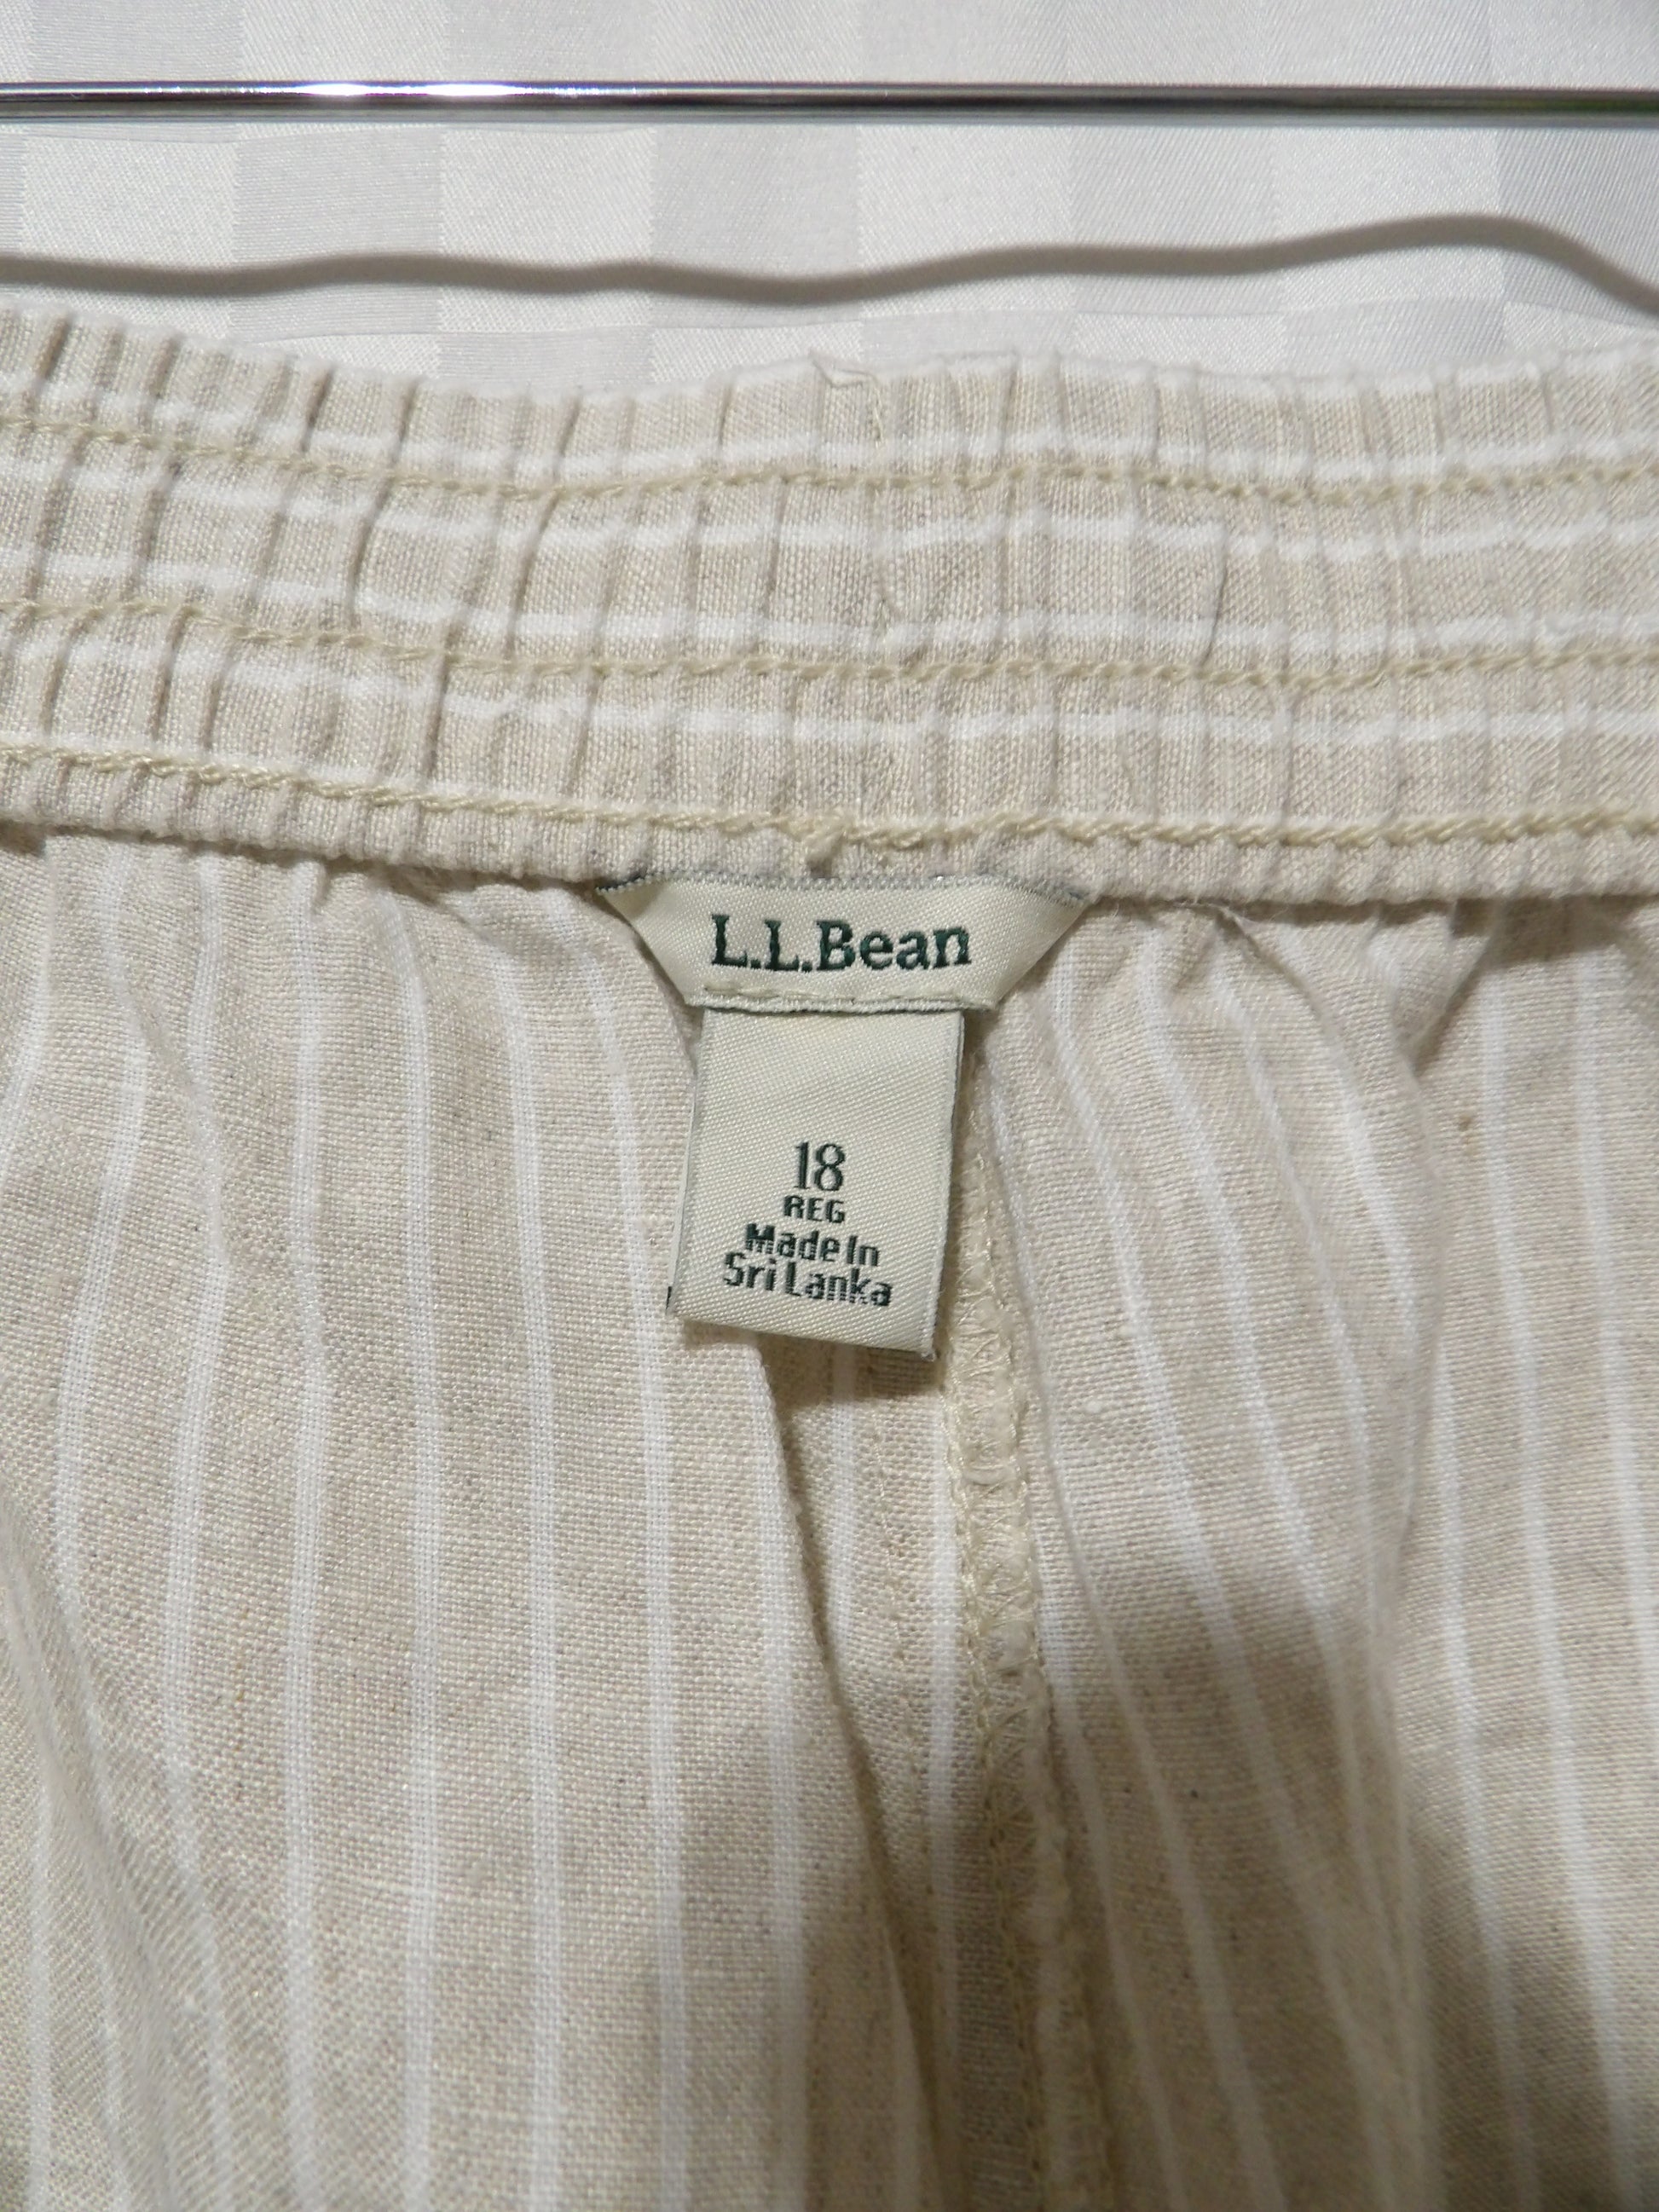 L.L.Bean
18
REG
Made In
Sri Lanka